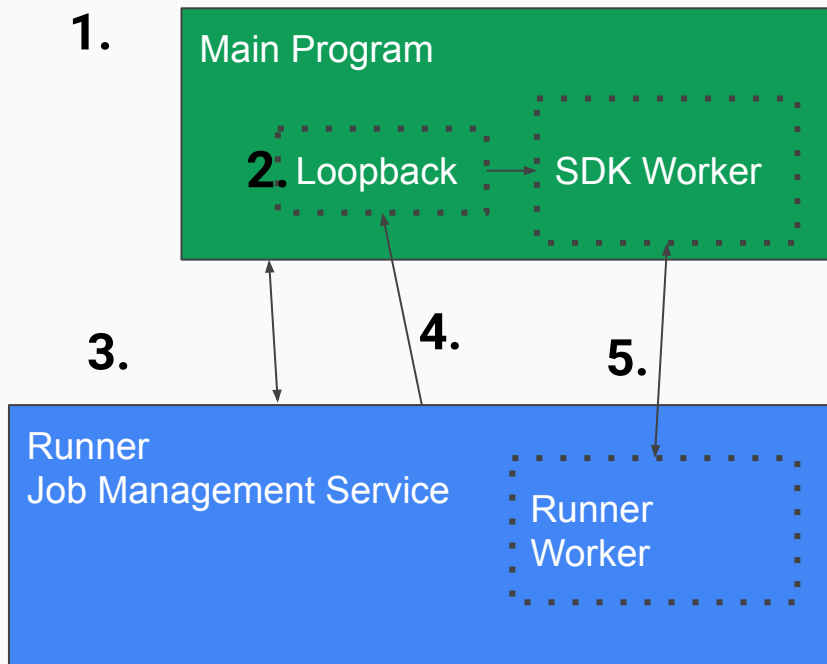 1.
Main Program
2.
Loopback
SDK Worker
3.
4.
5.
Runner
Job Management Service
Runner
Worker